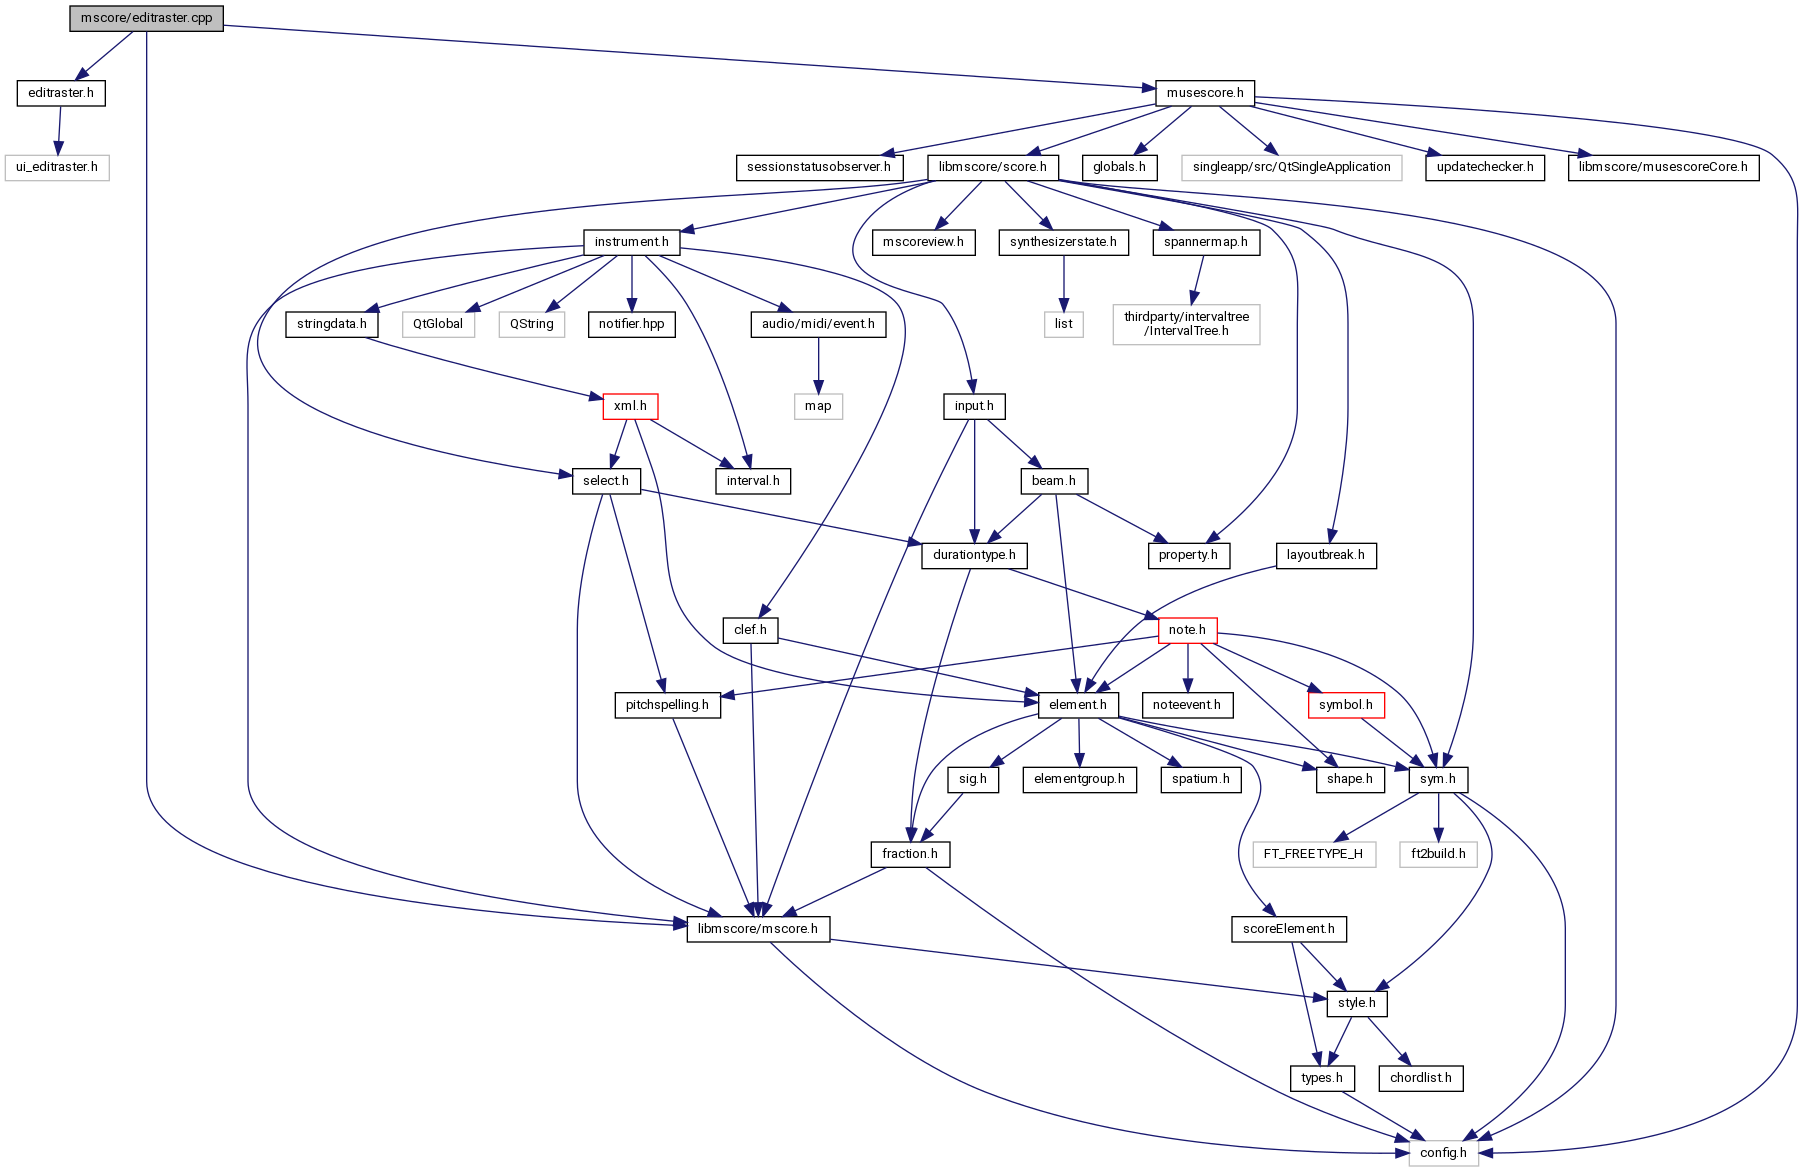 mscore/editraster.cpp
editraster.h
musescore.h
ui_editraster.h
sessionstatusobserver.h
libmscore/score.h
globals.h
singleapp/src/QtSingleApplication
updatechecker.h
libmscore/musescoreCore.h
instrument.h
mscoreview.h
synthesizerstate.h
spannermap.h
stringdata.h
QtGlobal
QString
notifier.hpp
audio/midi/event.h
list
thirdparty/intervaltree
/IntervalTree.h
xml.h
map
input.h
select.h
interval.h
beam.h
durationtype.h
property.h
layoutbreak.h
clef.h
note.h
pitchspelling.h
element.h
noteevent.h
symbol.h
sig.h
elementgroup.h
spatium.h
shape.h
sym.h
fraction.h
FT_FREETYPE_H
ft2build.h
libmscore/mscore.h
scoreElement.h
style.h
types.h
chordlist.h
config.h